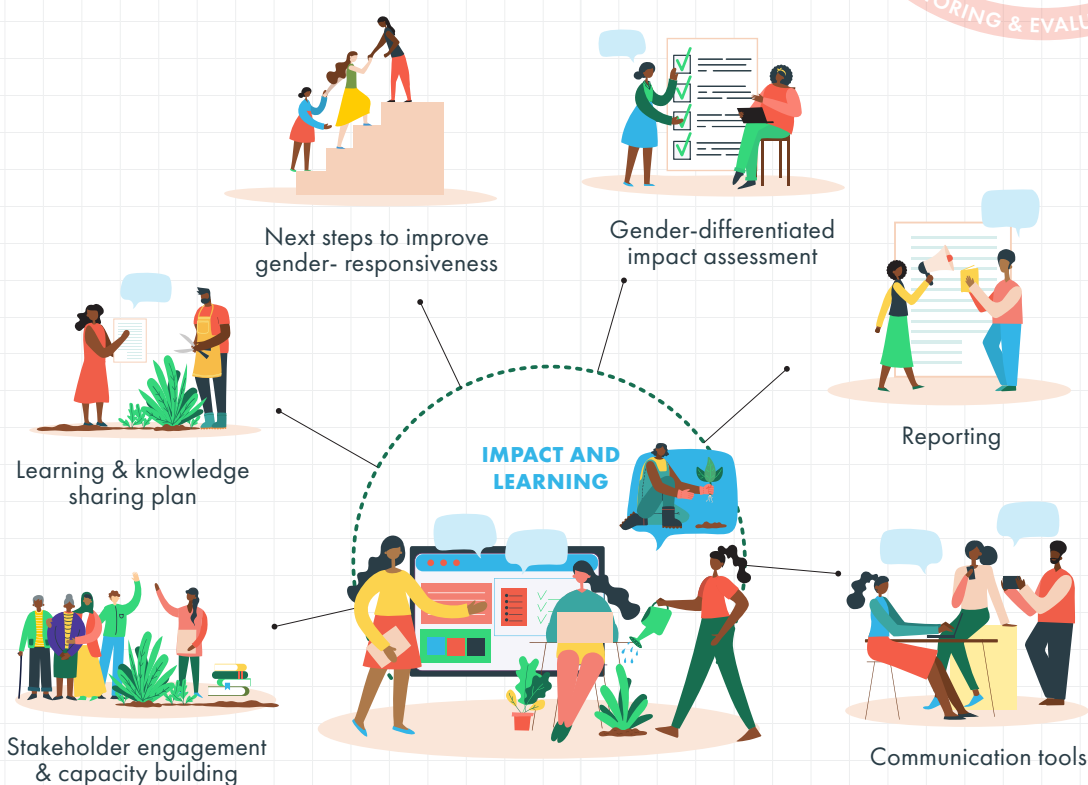 & EVALU
Next steps to improve
gender- responsiveness
Gender-differentiated
impact assessment
Reporting
Learning & knowledge
sharing plan
IMPACT AND
LEARNING
Stakeholder engagement
& capacity building
Communication tools